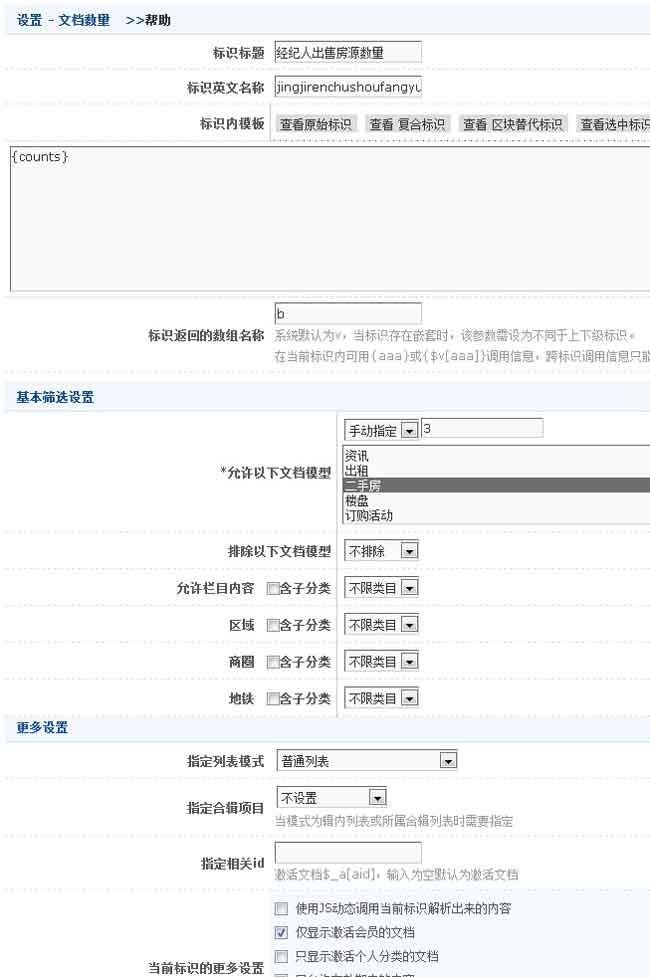 设置 - 文档数量 >>帮助
标识标题 经纪人出售房源数量
标识英文名称 jingjirenchushoufangyu
标识内模板 查看原始标识 查看 复合标识 查看 区块替代标识 查看选中标识
{counts}
标识返回的数组名称 b
系统默认为v，当标识存在嵌套时，该参数需设为不同于上下级标识。
在当前标识内可用{aaa}或{$v[aaa]}调用信息，跨标识调用信息只能
基本筛选设置
*允许以下文档模型 手动指定 3
资讯
出租
二手房
楼盘
订购活动
排除以下文档模型 不排除
允许栏目内容 含子分类 不限类目
区域 含子分类 不限类目
商圈 含子分类 不限类目
地铁 含子分类 不限类目
更多设置
指定列表模式 普通列表
指定合辑项目 不设置
当模式为辑内列表或所属合辑列表时需要指定
指定相关id
激活文档$_a[aid]，输入为空默认为激活文档
当前标识的更多设置
使用JS动态调用当前标识解析出来的内容
仅显示激活会员的文档
只显示激活个人分类的文档